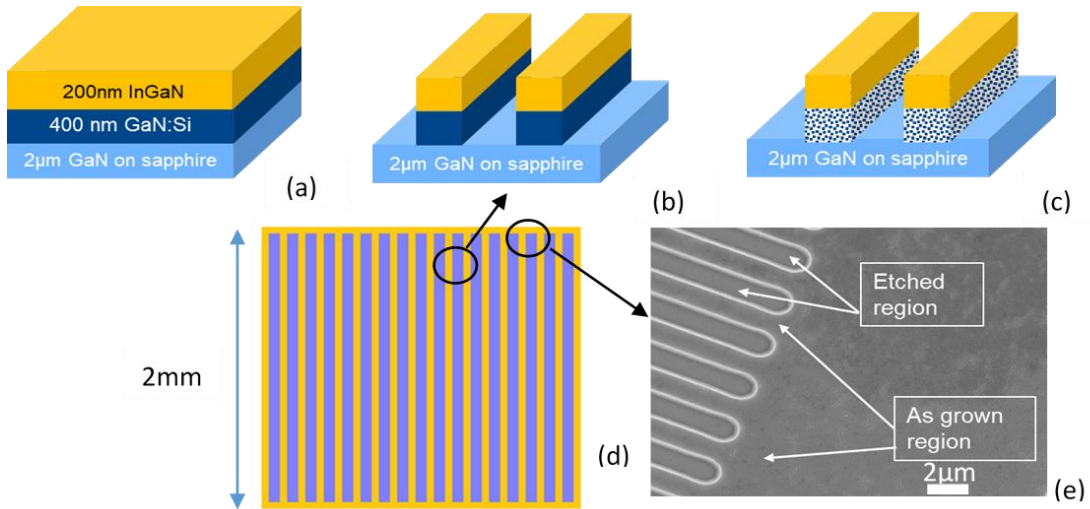 200nm InGaN
400 nm GaN:Si
2μm GaN on sapphire
(a)
2μm GaN on sapphire
(b)
2μm GaN on sapphire
(c)
2mm
(d)
Etched
region
As grown
region
2μm
(e)